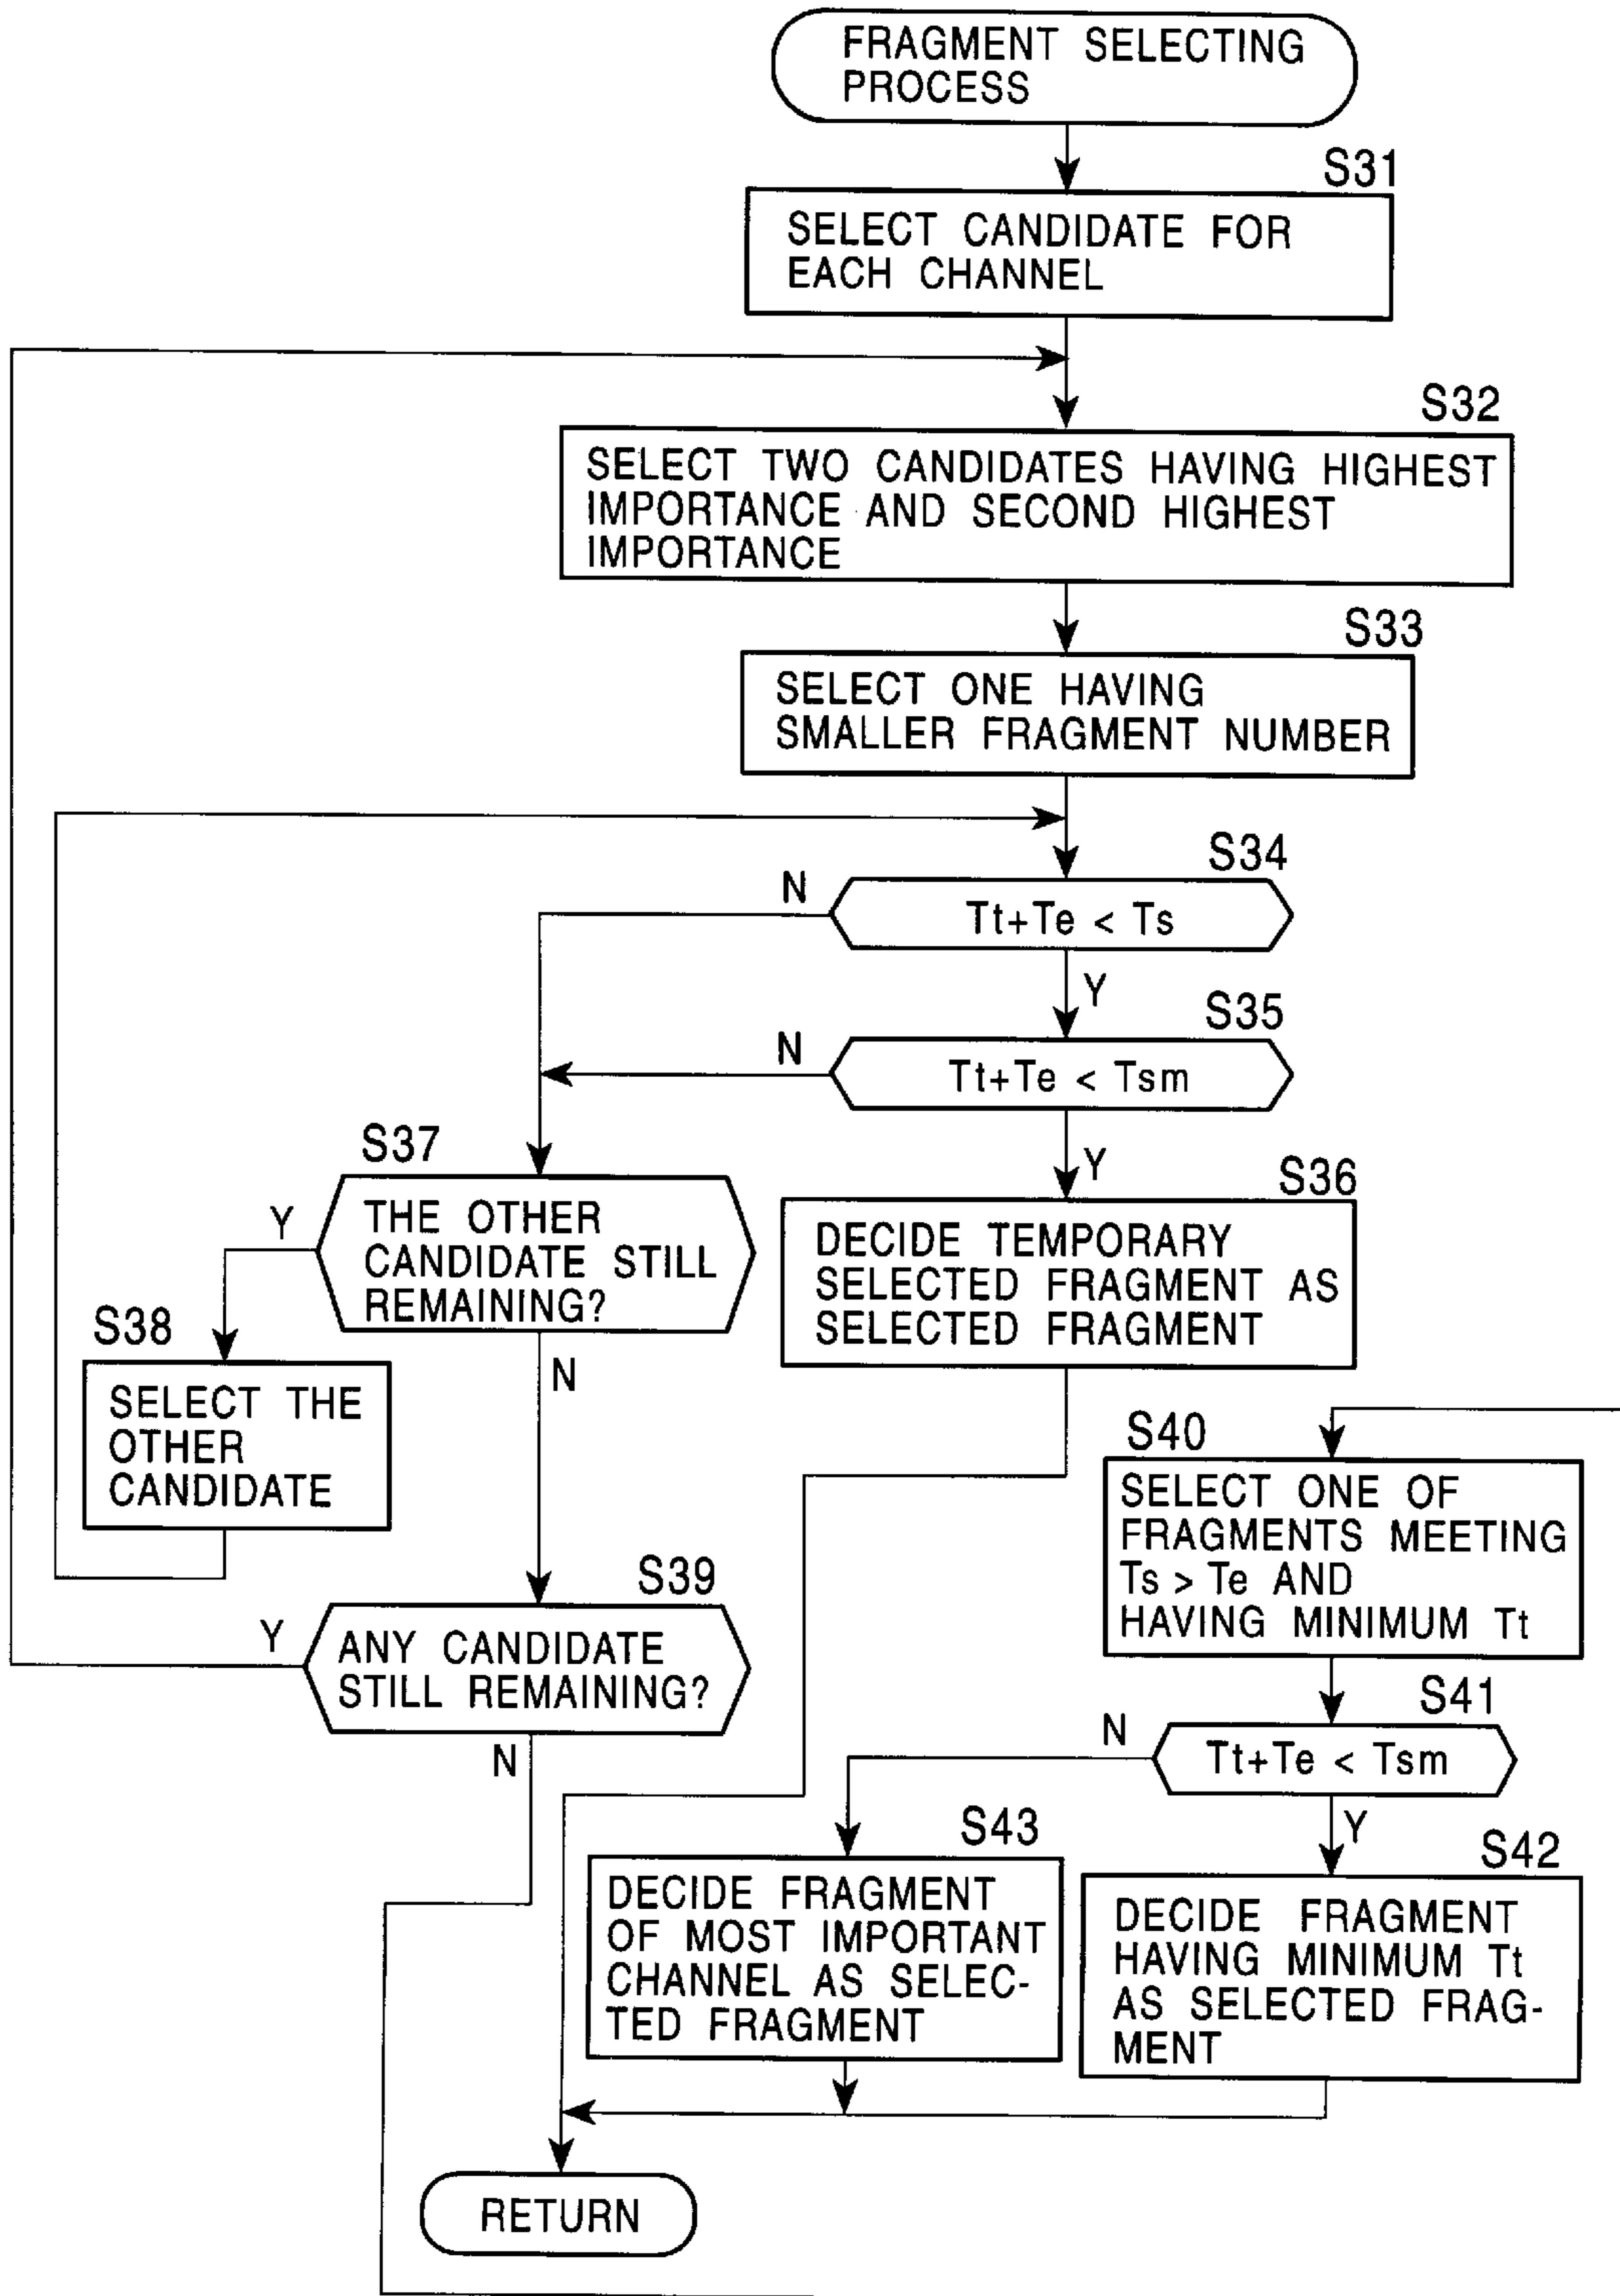 FRAGMENT SELECTING
PROCESS
S31
SELECT CANDIDATE FOR
EACH CHANNEL
S32
SELECT TWO CANDIDATES HAVING HIGHEST
IMPORTANCE AND SECOND HIGHEST
IMPORTANCE
S33
SELECT ONE HAVING
SMALLER FRAGMENT NUMBER
S34
N
Tt+Te < Ts
Y
S35
N
Tt+Te < Tsm
Y
S37
Y
THE OTHER
CANDIDATE STILL
REMAINING?
N
S36
DECIDE TEMPORARY
SELECTED FRAGMENT AS
SELECTED FRAGMENT
S38
SELECT THE
OTHER
CANDIDATE
S39
Y
ANY CANDIDATE
STILL REMAINING?
N
S40
SELECT ONE OF
FRAGMENTS MEETING
Ts > Te AND
HAVING MINIMUM Tt
S41
N
Tt+Te < Tsm
Y
S43
DECIDE FRAGMENT
OF MOST IMPORTANT
CHANNEL AS SELEC-
TED FRAGMENT
S42
DECIDE FRAGMENT
HAVING MINIMUM Tt
AS SELECTED FRAG-
MENT
RETURN